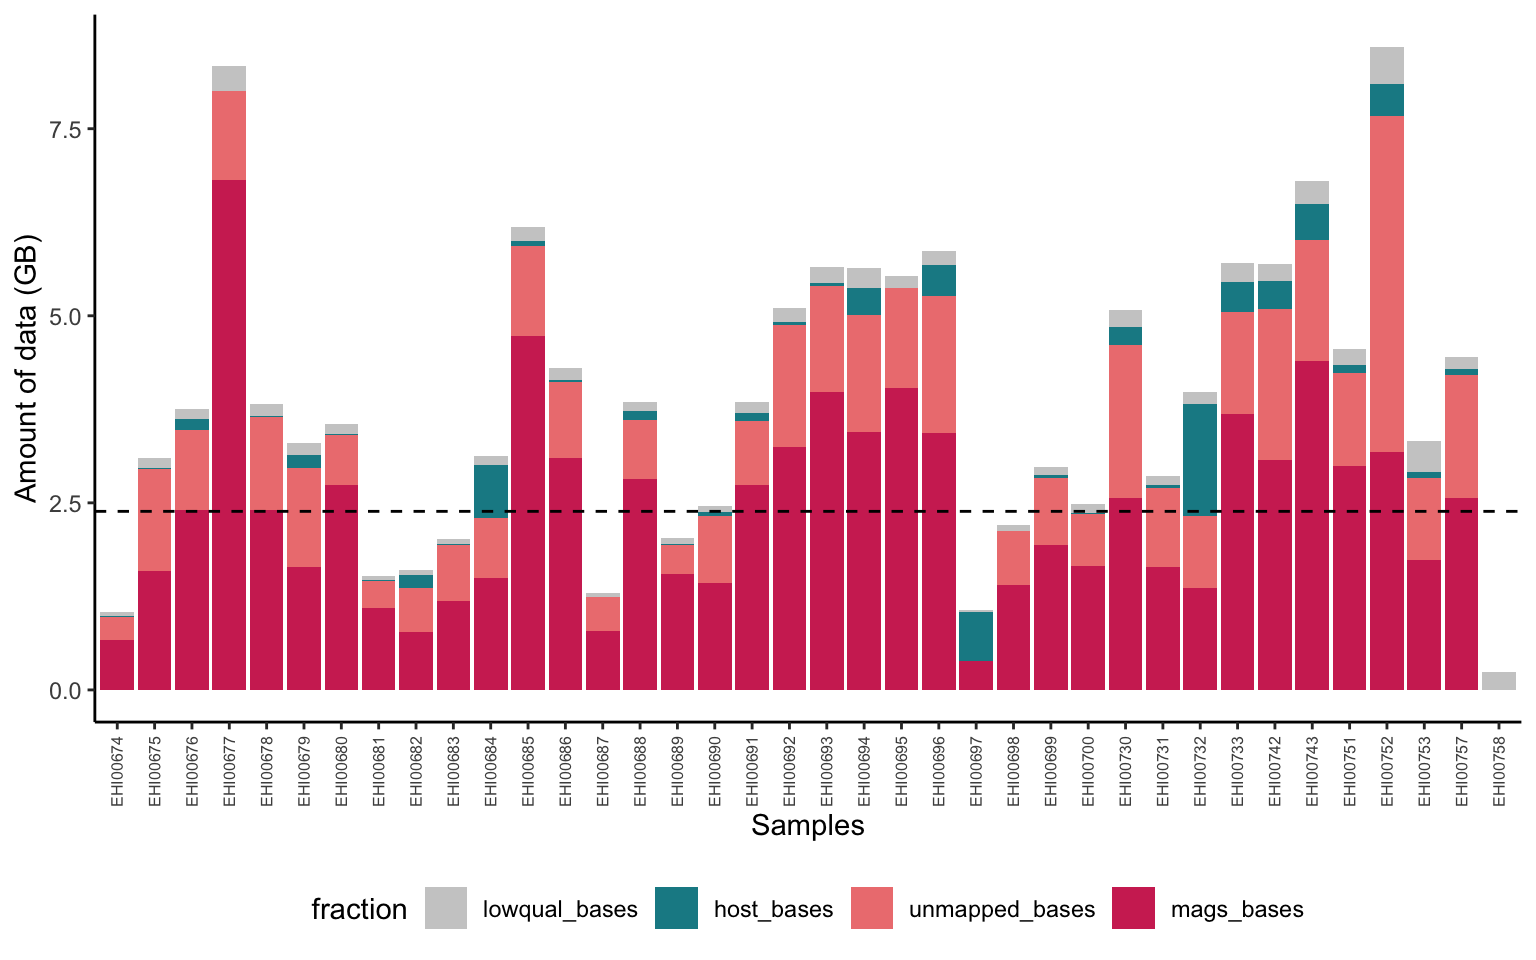 Amount of data (GB)
7.5
5.0
2.5
0.0
EHI00674
EHI00675
EHI00676
EHI00677
EHI00678
EHI00679
EHI00680
EHI00681
EHI00682
EHI00683
EHI00684
EHI00685
EHI00686
EHI00687
EHI00688
EHI00689
EHI00690
EHI00691
EHI00692
EHI00693
EHI00694
EHI00695
EHI00696
EHI00697
EHI00698
EHI00699
EHI00700
EHI00730
EHI00731
EHI00732
EHI00733
EHI00742
EHI00743
EHI00751
EHI00752
EHI00753
EHI00757
EHI00758
Samples
fraction lowqual_bases host_bases unmapped_bases mags_bases